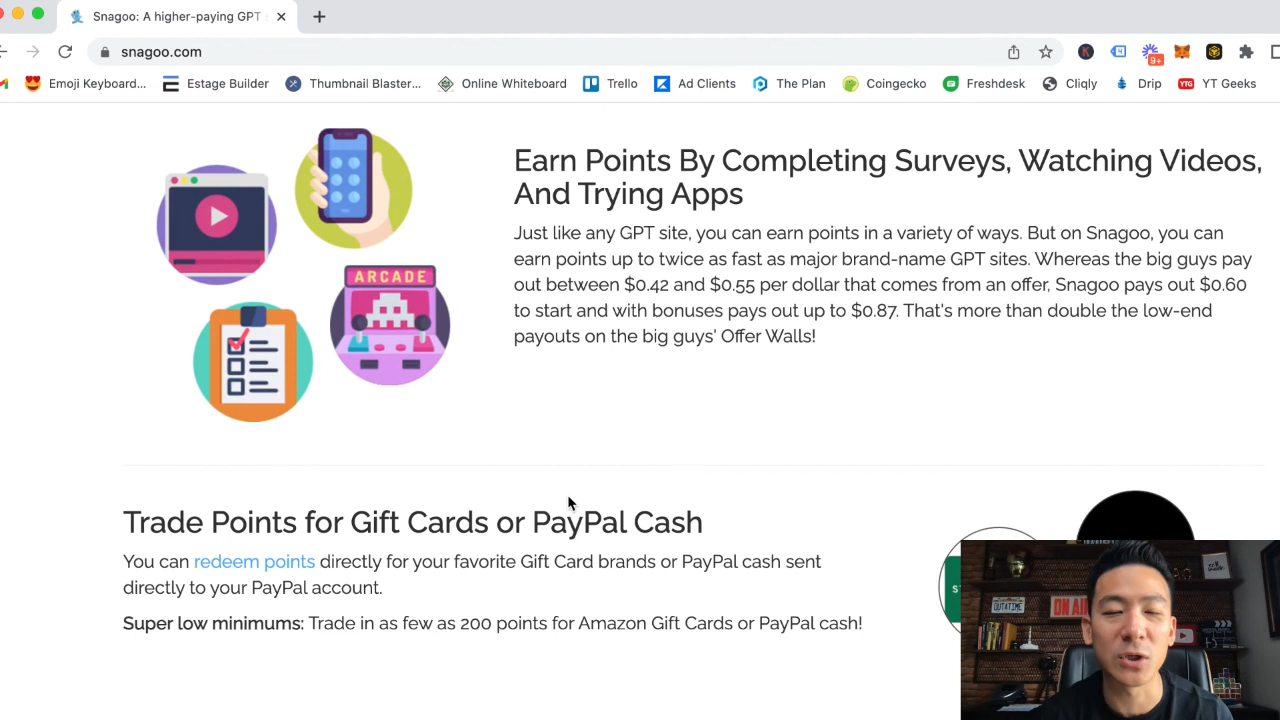 Snagoo: A higher-paying GPT
snagoo.com
9+
Emoji Keyboard...
Estage Builder
Thumbnail Blaster...
Online Whiteboard
Trello
Ad Clients
The Plan
Coingecko
Freshdesk
Cliqly
Drip
YTG
YT Geeks
ARCADE
Earn Points By Completing Surveys, Watching Videos,
And Trying Apps
Just like any GPT site, you can earn points in a variety of ways. But on Snagoo, you can
earn points up to twice as fast as major brand-name GPT sites. Whereas the big guys pay
out between $0.42 and $0.55 per dollar that comes from an offer, Snagoo pays out $0.60
to start and with bonuses pays out up to $0.87. That's more than double the low-end
payouts on the big guys' Offer Walls!
Trade Points for Gift Cards or PayPal Cash
You can redeem points directly for your favorite Gift Card brands or PayPal cash sent
directly to your PayPal account.
Super low minimums: Trade in as few as 200 points for Amazon Gift Cards or PayPal cash!
OUTATIME
ON AI